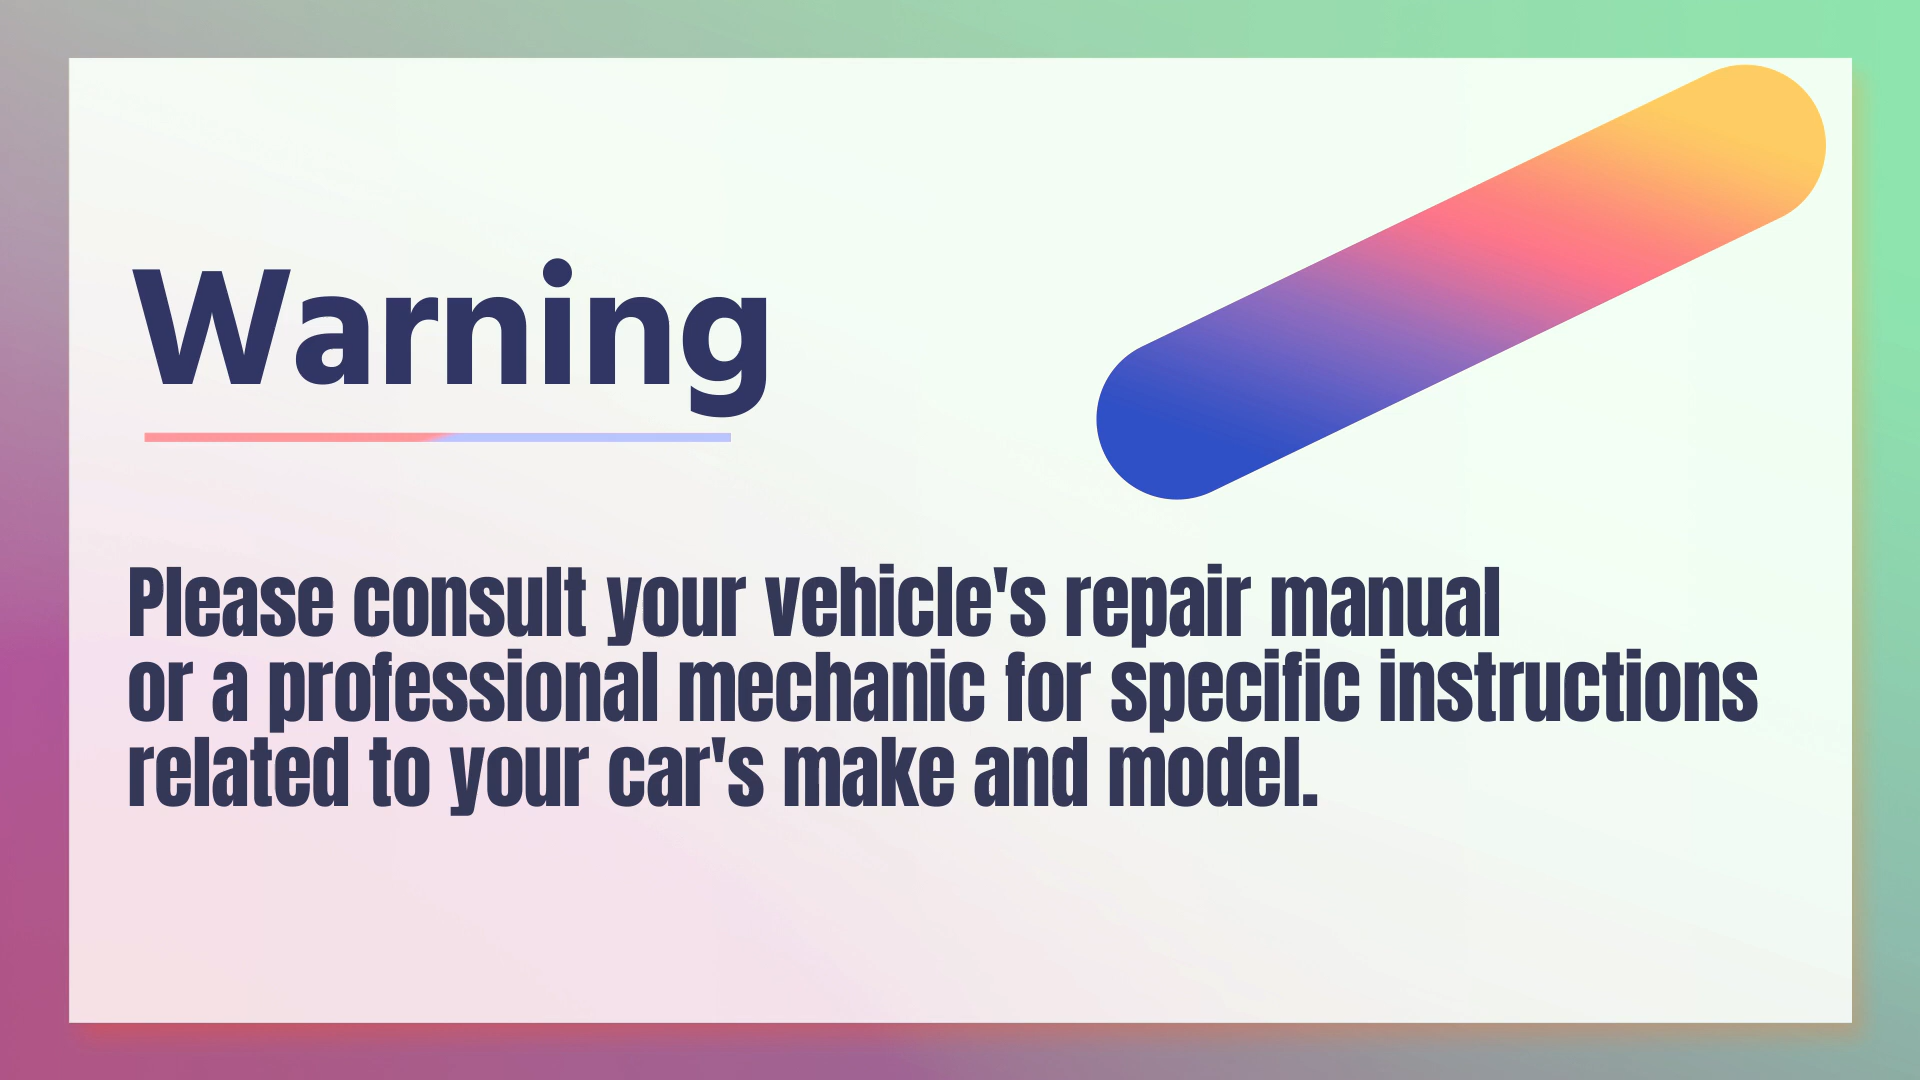 Warning
Please consult your vehicle's repair manual
or a professional mechanic for specific instructions
related to your car's make and model.